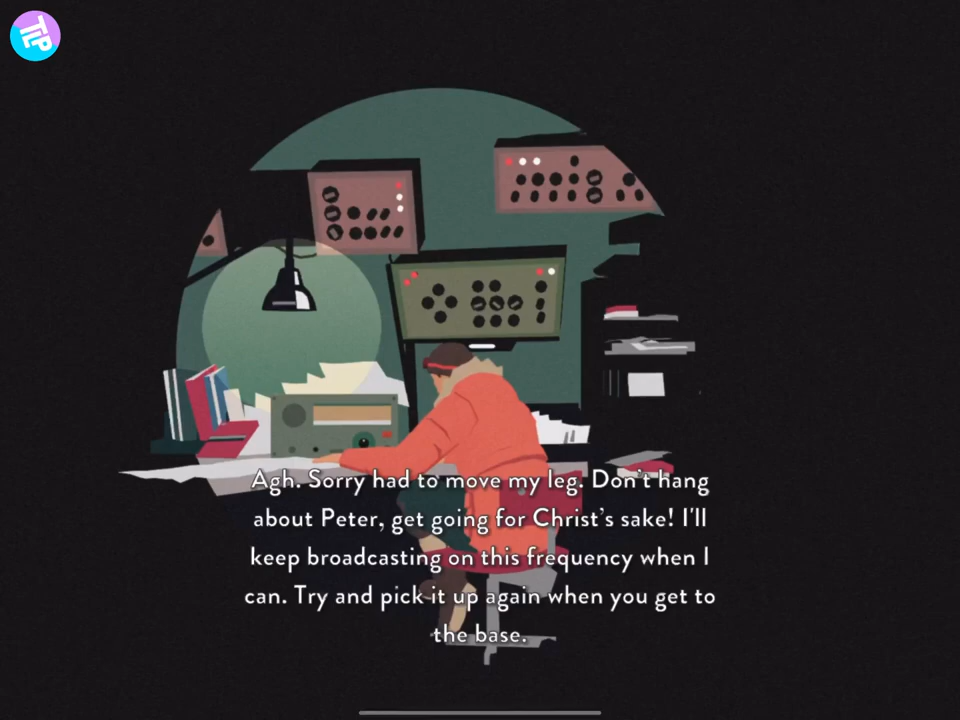 TLP
Agh. Sorry had to move my leg. Don't hang
about Peter, get going for Christ's sake! I'll
keep broadcasting on this frequency when I
can. Try and pick it up again when you get to
the base.